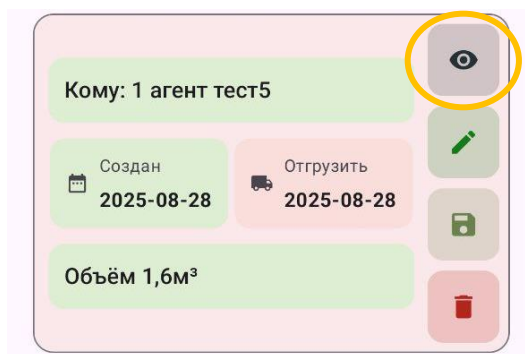 Кому: 1 агент тест5
Создан
2025-08-28
Отгрузить
2025-08-28
Объём 1,6м³